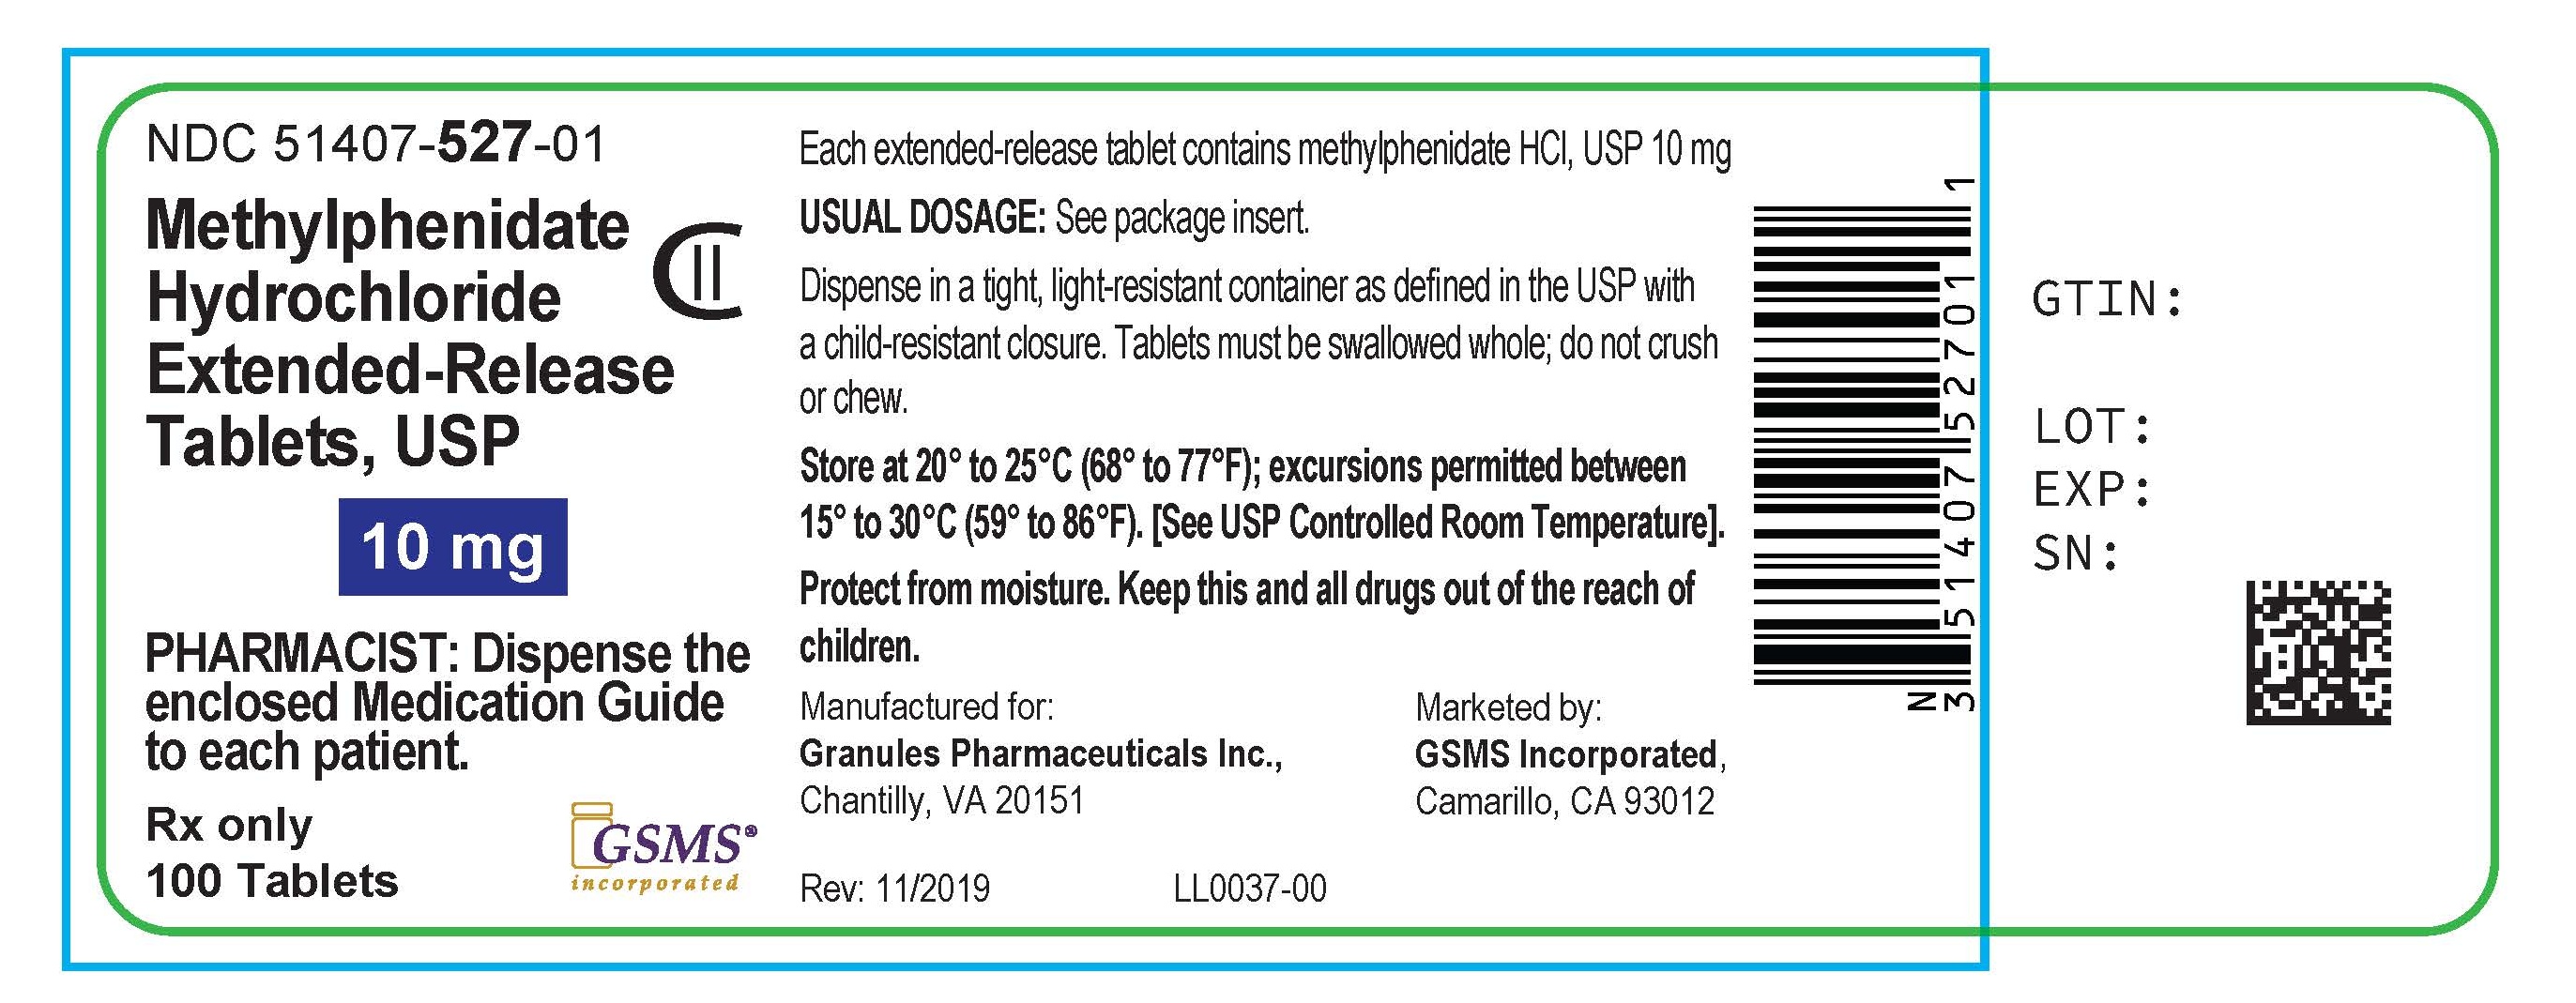 NDC 51407-527-01
Methylphenidate
Hydrochloride
Extended-Release
Tablets, USP
CII
10 mg
PHARMACIST: Dispense the
enclosed Medication Guide
to each patient.
Rx only
100 Tablets
GSMS®
incorporated
Each extended-release tablet contains methylphenidate HCl, USP 10 mg
USUAL DOSAGE: See package insert.
Dispense in a tight, light-resistant container as defined in the USP with
a child-resistant closure. Tablets must be swallowed whole; do not crush
or chew.
Store at 20° to 25°C (68° to 77°F); excursions permitted between
15° to 30°C (59° to 86°F). [See USP Controlled Room Temperature].
Protect from moisture. Keep this and all drugs out of the reach of
children.
Manufactured for:
Granules Pharmaceuticals Inc.,
Chantilly, VA 20151
Marketed by:
GSMS Incorporated,
Camarillo, CA 93012
Rev: 11/2019 LL0037-00
N
3 51407 52701 1
GTIN:
LOT:
EXP:
SN: